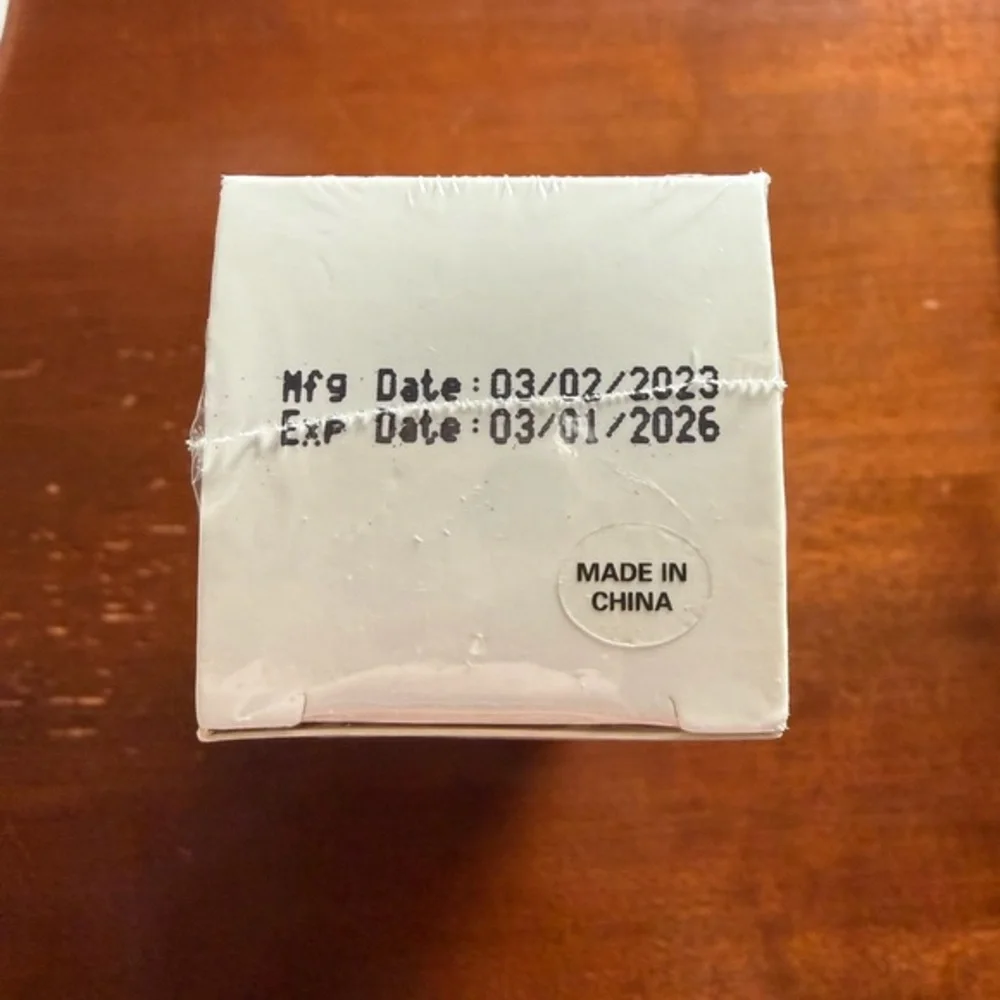 Mfg Date:03/02/2023
Exp Date:03/01/2026
MADE IN
CHINA